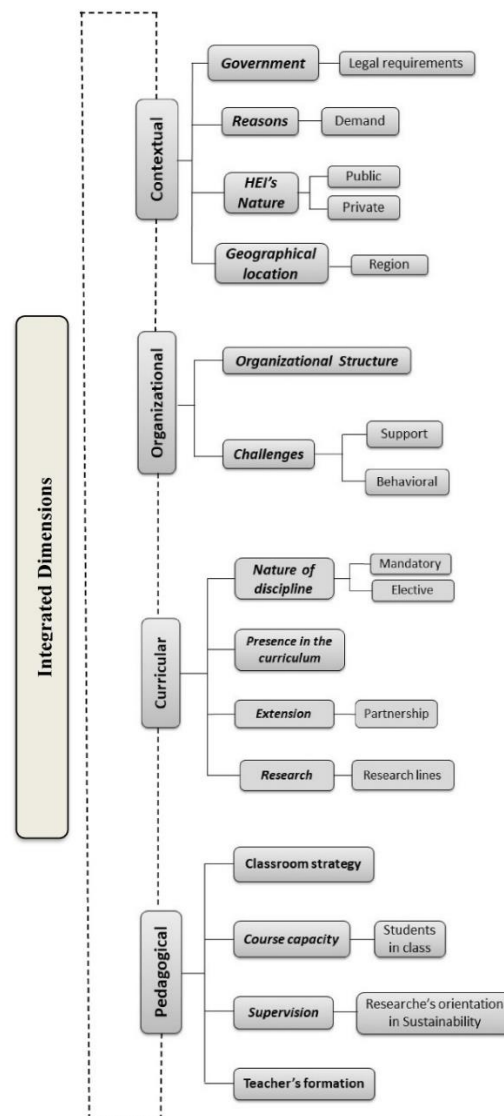 Integrated Dimensions
Contextual
Government
Legal requirements
Reasons
Demand
HEI's
Nature
Public
Private
Geographical
location
Region
Organizational
Organizational Structure
Challenges
Support
Behavioral
Curricular
Nature of
discipline
Mandatory
Elective
Presence in the
curriculum
Extension
Partnership
Research
Research lines
Pedagogical
Classroom strategy
Course capacity
Students
in class
Supervision
Researche's orientation
in Sustainability
Teacher's formation